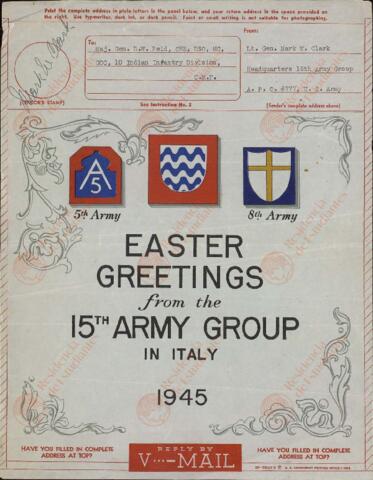 Print the complete address in plain letters in the panel below, and your return address in the space provided on
the right. Use typewriter, dark ink, or dark pencil. Faint or small writing is not suitable for photographing.
To:
Maj. Gen. D.W. Reid, CBE, DSO, MC,
GOC, 10 Indian Infantry Division,
C.M.F.
From:
Lt. Gen. Mark W. Clark
Headquarters 15th Army Group
A. P. O. #777, U. S. Army
(CENSOR'S STAMP)
See Instruction No. 2
(Sender's complete address above)
A
5
5th Army
8th Army
EASTER
GREETINGS
from the
15TH ARMY GROUP
IN ITALY
1945
HAVE YOU FILLED IN COMPLETE
ADDRESS AT TOP?
REPLY BY
V···—MAIL
HAVE YOU FILLED IN COMPLETE
ADDRESS AT TOP?
Residencia
de Estudiantes